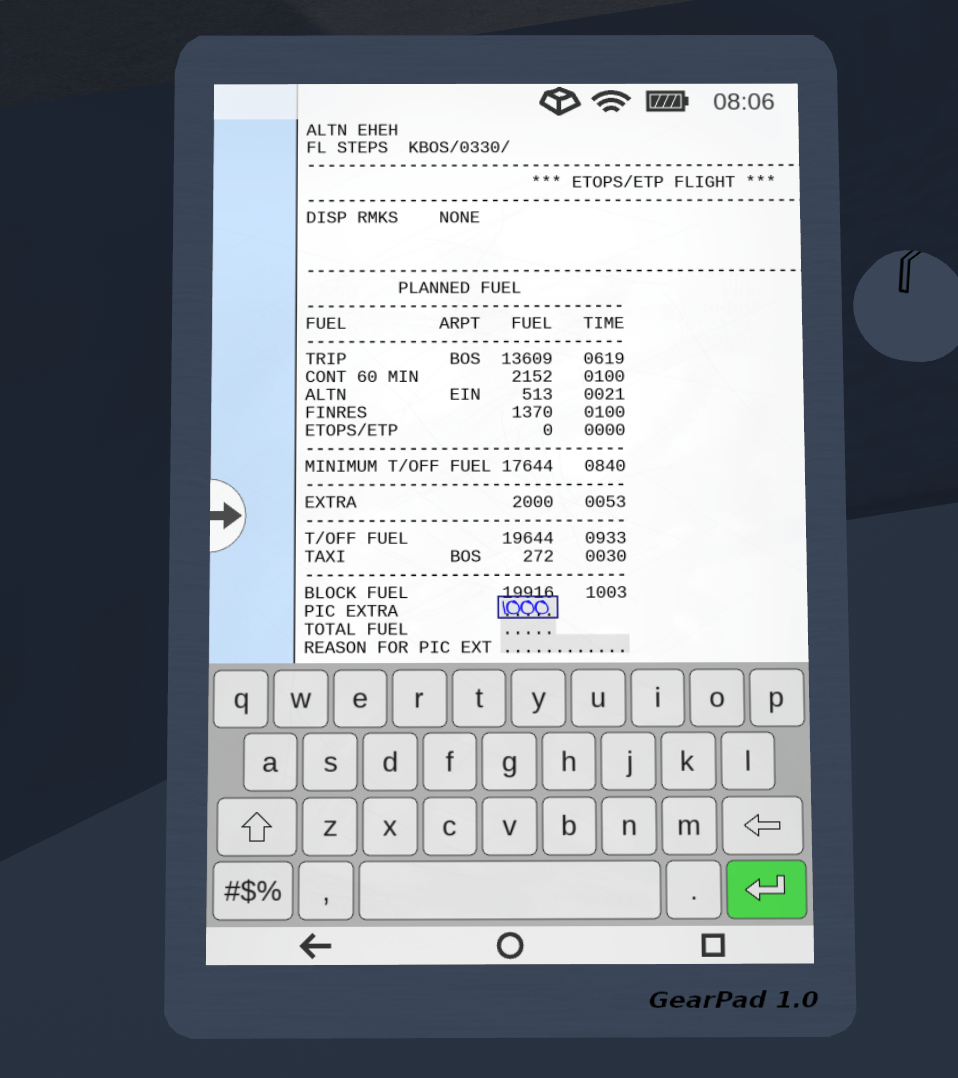 08:06
ALTN EHEH
FL STEPS  KBOS/0330/
--------------------------------------------------
*** ETOPS/ETP FLIGHT ***
--------------------------------------------------
DISP RMKS    NONE
--------------------------------------------------
PLANNED FUEL
-------------------------------
FUEL         ARPT   FUEL   TIME
-------------------------------
TRIP          BOS  13609   0619
CONT 60 MIN         2152   0100
ALTN          EIN    513   0021
FINRES              1370   0100
ETOPS/ETP              0   0000
-------------------------------
MINIMUM T/OFF FUEL 17644   0840
-------------------------------
EXTRA               2000   0053
-------------------------------
T/OFF FUEL         19644   0933
TAXI          BOS    272   0030
-------------------------------
BLOCK FUEL         19916   1003
PIC EXTRA          1000
TOTAL FUEL         .....
REASON FOR PIC EXT ............
q w e r t y u i o p
a s d f g h j k l
z x c v b n m
#$% , .
GearPad 1.0